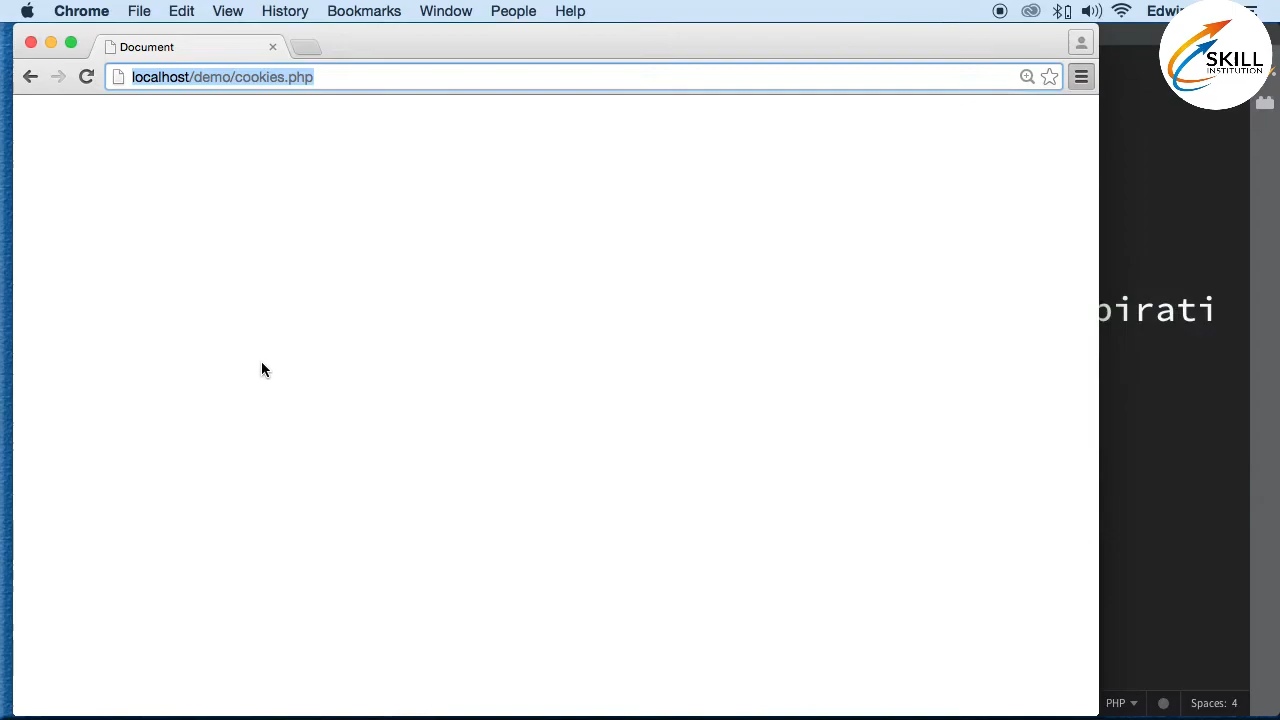 Chrome File Edit View History Bookmarks Window People Help
Document
localhost/demo/cookies.php
SKILL
INSTITUTION
pirati
PHP
Spaces: 4